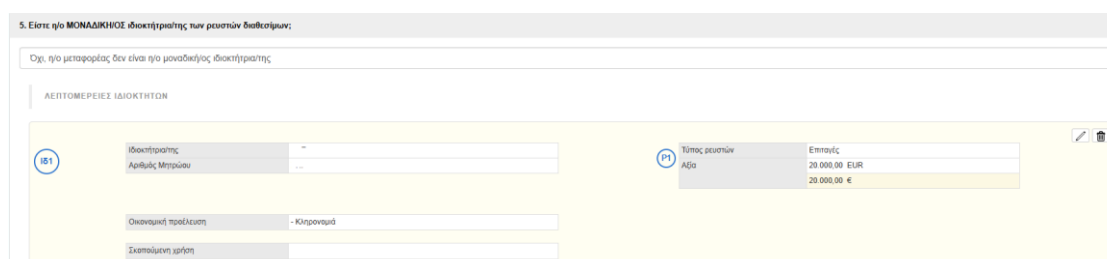 5. Είστε η/ο ΜΟΝΑΔΙΚΗ/ΟΣ ιδιοκτήτρια/της των ρευστών διαθεσίμων;
Όχι, η/ο μεταφορέας δεν είναι η/ο μοναδική/ος ιδιοκτήτρια/της
ΛΕΠΤΟΜΕΡΕΙΕΣ ΙΔΙΟΚΤΗΤΩΝ
Ιδ1
Ιδιοκτήτρια/της
Αριθμός Μητρώου
Οικονομική προέλευση - Κληρονομιά
Σκοπούμενη χρήση
Ρ1
Τύπος ρευστών Επιταγές
Αξία 20.000,00 EUR
20.000,00 €